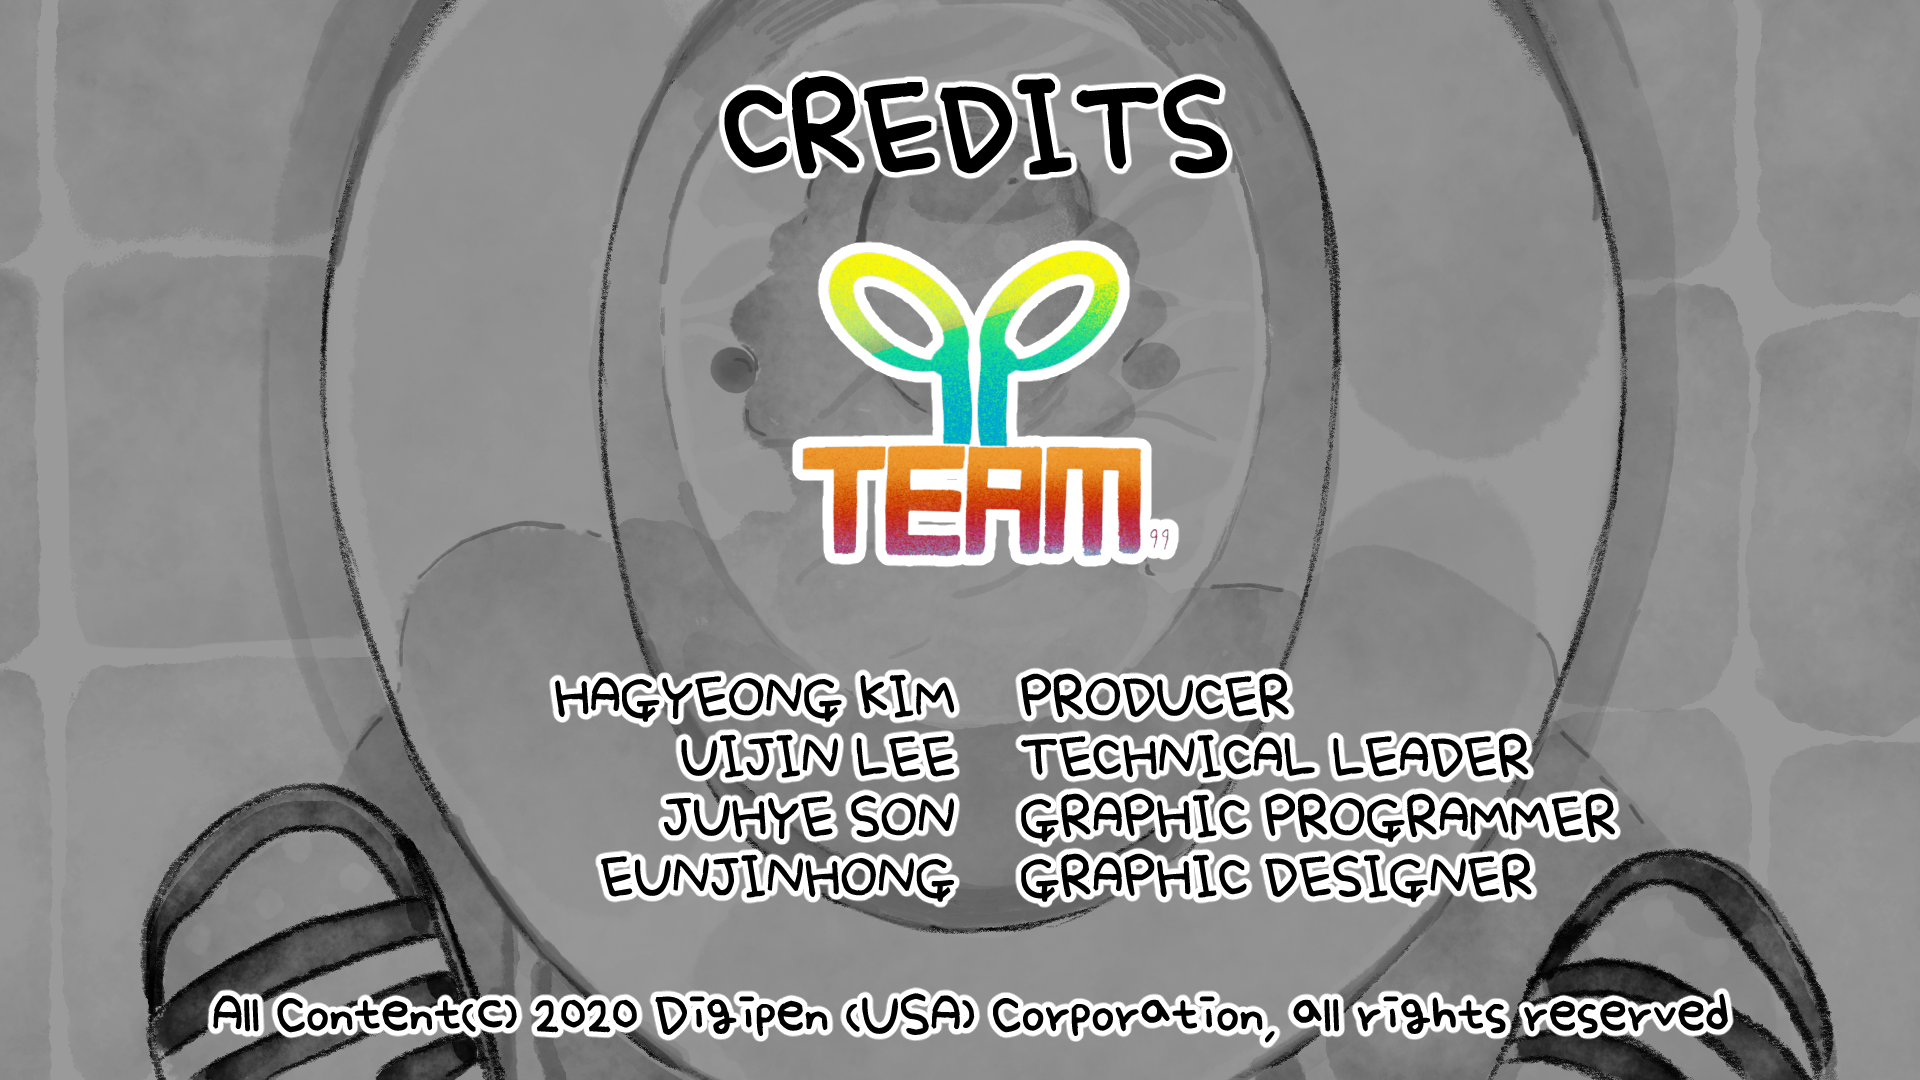 CREDITS
TEAM 99
HAGYEONG KIM PRODUCER
UIJIN LEE TECHNICAL LEADER
JUHYE SON GRAPHIC PROGRAMMER
EUNJINHONG GRAPHIC DESIGNER
All Content(c) 2020 Digipen (USA) Corporation, all rights reserved